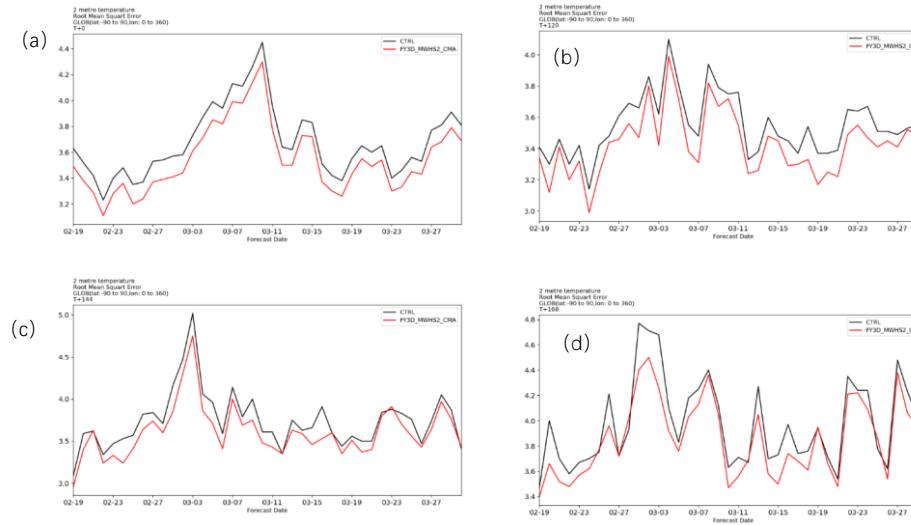 (a)
2 metre temperature
Root Mean Squart Error
GLOB(lat:-90 to 90,lon: 0 to 360)
T+0
CTRL
FY3D_MWHS2_CMA
4.4
4.2
4.0
3.8
3.6
3.4
3.2
02-19 02-23 02-27 03-03 03-07 03-11 03-15 03-19 03-23 03-27
Forecast Date
(b)
2 metre temperature
Root Mean Squart Error
GLOB(lat:-90 to 90,lon: 0 to 360)
T+120
CTRL
FY3D_MWHS2_CMA
4.0
3.8
3.6
3.4
3.2
3.0
02-19 02-23 02-27 03-03 03-07 03-11 03-15 03-19 03-23 03-27
Forecast Date
(c)
2 metre temperature
Root Mean Squart Error
GLOB(lat:-90 to 90,lon: 0 to 360)
T+144
CTRL
FY3D_MWHS2_CMA
5.0
4.5
4.0
3.5
3.0
02-19 02-23 02-27 03-03 03-07 03-11 03-15 03-19 03-23 03-27
Forecast Date
(d)
2 metre temperature
Root Mean Squart Error
GLOB(lat:-90 to 90,lon: 0 to 360)
T+168
CTRL
FY3D_MWHS2_C
4.8
4.6
4.4
4.2
4.0
3.8
3.6
3.4
02-19 02-23 02-27 03-03 03-07 03-11 03-15 03-19 03-23 03-27
Forecast Date